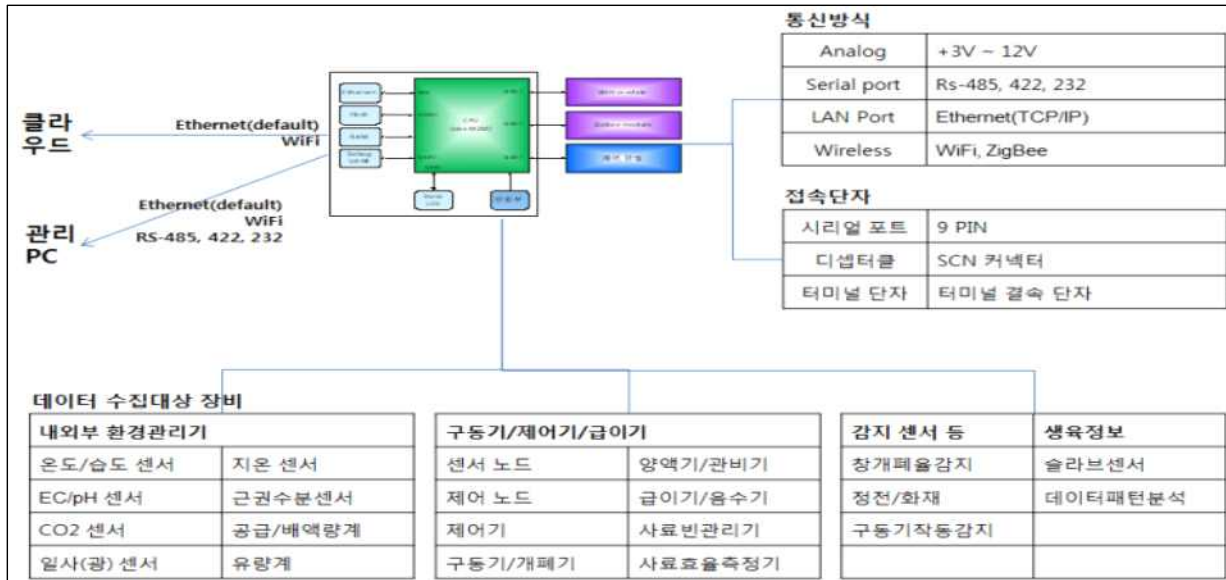 통신방식
Analog +3V ~ 12V
Serial port Rs-485, 422, 232
LAN Port Ethernet(TCP/IP)
Wireless WiFi, ZigBee
클라
우드
Ethernet(default)
WiFi
Ethernet(default)
WiFi
RS-485, 422, 232
관리
PC
Ethernet
CPU
접속단자
시리얼 포트 9 PIN
디셉터클 SCN 커넥터
터미널 단자 터미널 결속 단자
데이터 수집대상 장비
내외부 환경관리기
온도/습도 센서 지온 센서
EC/pH 센서 근권수분센서
CO2 센서 공급/배액량계
일사(광) 센서 유량계
구동기/제어기/급이기
센서 노드 양액기/관비기
제어 노드 급이기/음수기
제어기 사료빈관리기
구동기/개폐기 사료효율측정기
감지 센서 등 생육정보
창개폐율감지 슬라브센서
정전/화재 데이터패턴분석
구동기작동감지